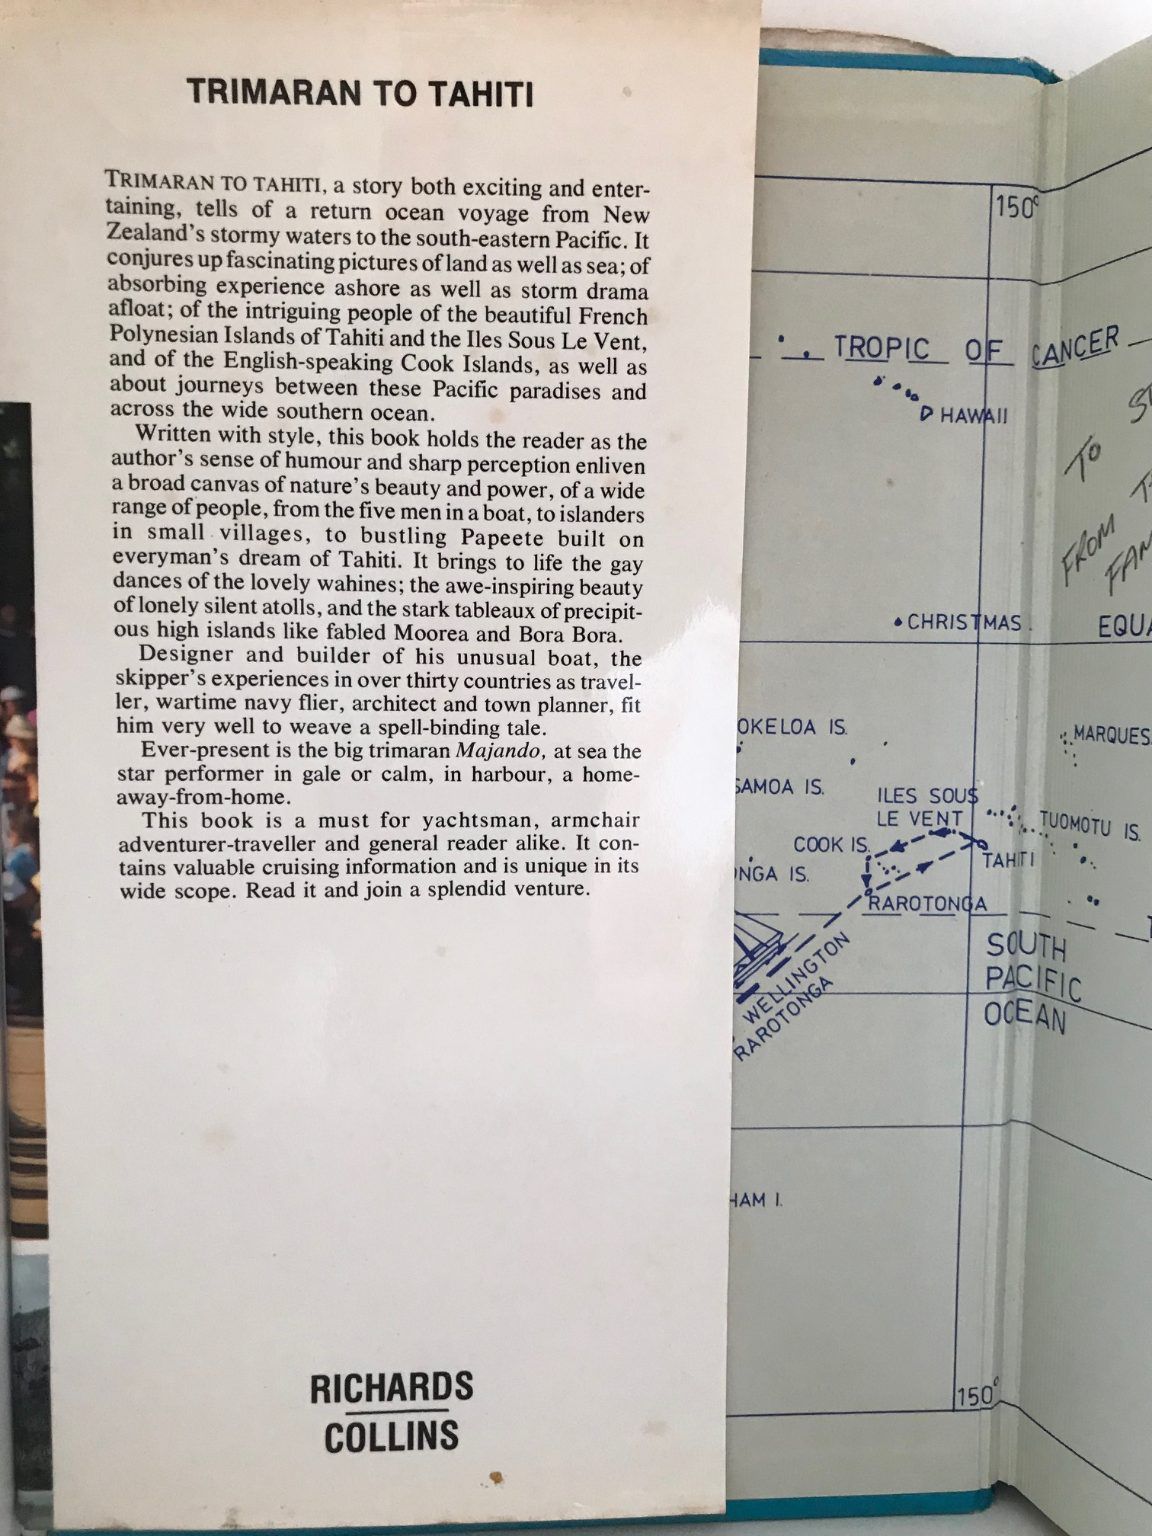 TRIMARAN TO TAHITI
TRIMARAN TO TAHITI, a story both exciting and enter-
taining, tells of a return ocean voyage from New
Zealand's stormy waters to the south-eastern Pacific. It
conjures up fascinating pictures of land as well as sea; of
absorbing experience ashore as well as storm drama
afloat; of the intriguing people of the beautiful French
Polynesian Islands of Tahiti and the Iles Sous Le Vent,
and of the English-speaking Cook Islands, as well as
about journeys between these Pacific paradises and
across the wide southern ocean.
Written with style, this book holds the reader as the
author's sense of humour and sharp perception enliven
a broad canvas of nature's beauty and power, of a wide
range of people, from the five men in a boat, to islanders
in small villages, to bustling Papeete built on
everyman's dream of Tahiti. It brings to life the gay
dances of the lovely wahines; the awe-inspiring beauty
of lonely silent atolls, and the stark tableaux of precipit-
ous high islands like fabled Moorea and Bora Bora.
Designer and builder of his unusual boat, the
skipper's experiences in over thirty countries as travel-
ler, wartime navy flier, architect and town planner, fit
him very well to weave a spell-binding tale.
Ever-present is the big trimaran Majando, at sea the
star performer in gale or calm, in harbour, a home-
away-from-home.
This book is a must for yachtsman, armchair
adventurer-traveller and general reader alike. It con-
tains valuable cruising information and is unique in its
wide scope. Read it and join a splendid venture.
RICHARDS
COLLINS
150°
TROPIC OF CANCER
HAWAII
TO
FROM
FAM
CHRISTMAS
EQUA
OKELOA IS.
MARQUES
SAMOA IS.
ILES SOUS
LE VENT
TUOMOTU IS.
COOK IS.
TAHITI
NGA IS.
RAROTONGA
SOUTH
PACIFIC
OCEAN
WELLINGTON
RAROTONGA
HAM I.
150°